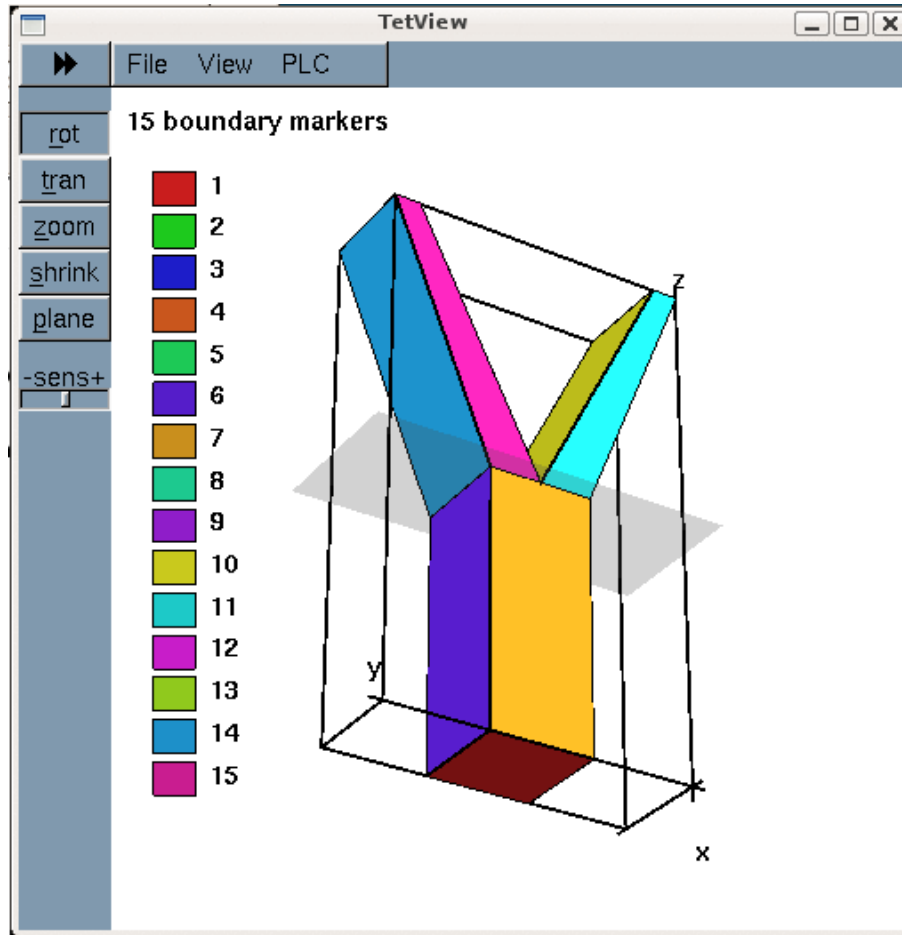 TetView
File View PLC
rot
tran
zoom
shrink
plane
-sens+
15 boundary markers
1
2
3
4
5
6
7
8
9
10
11
12
13
14
15
z
y
x